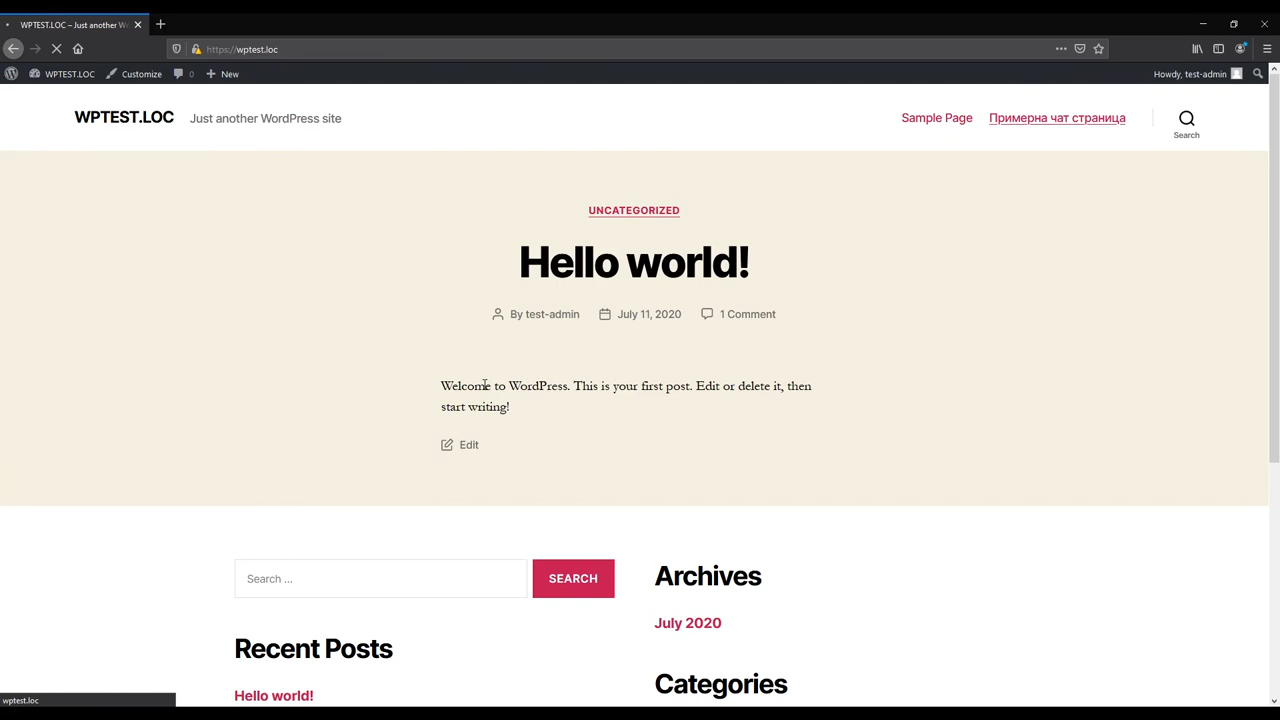 WPTEST.LOC – Just another W
https://wptest.loc
WPTEST.LOC Customize 0 New Howdy, test-admin
WPTEST.LOC Just another WordPress site Sample Page Примерна чат страница Search
UNCATEGORIZED
Hello world!
By test-admin July 11, 2020 1 Comment
Welcome to WordPress. This is your first post. Edit or delete it, then
start writing!
Edit
Search ... SEARCH
Archives
July 2020
Recent Posts
Categories
Hello world!
wptest.loc